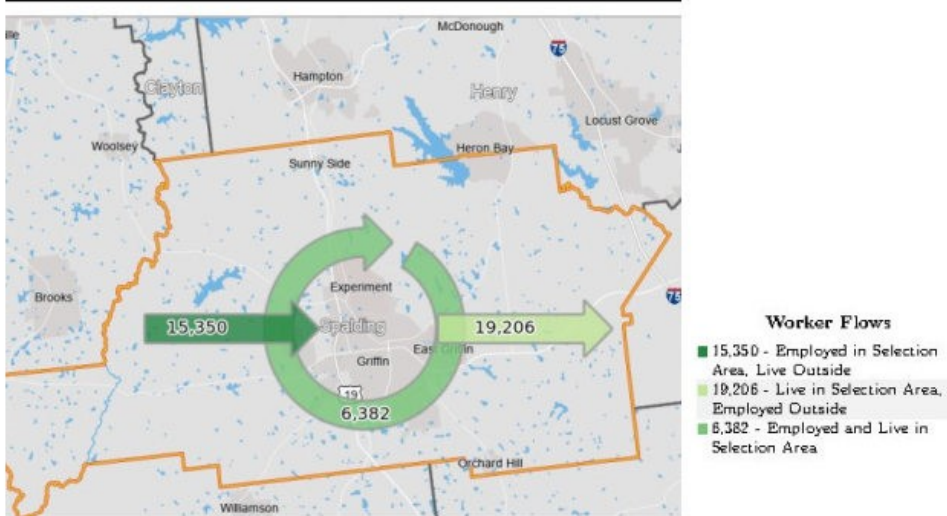 McDonough
75
Hampton
Clayton
Henry
Locust Grove
Woolsey
Heron Bay
Sunny Side
Experiment
Brooks
75
15,350
Spalding
19,206
East Griffin
Griffin
19
6,382
Orchard Hill
Williamson
Worker Flows
15,350 - Employed in Selection
Area, Live Outside
19,206 - Live in Selection Area,
Employed Outside
6,382 - Employed and Live in
Selection Area